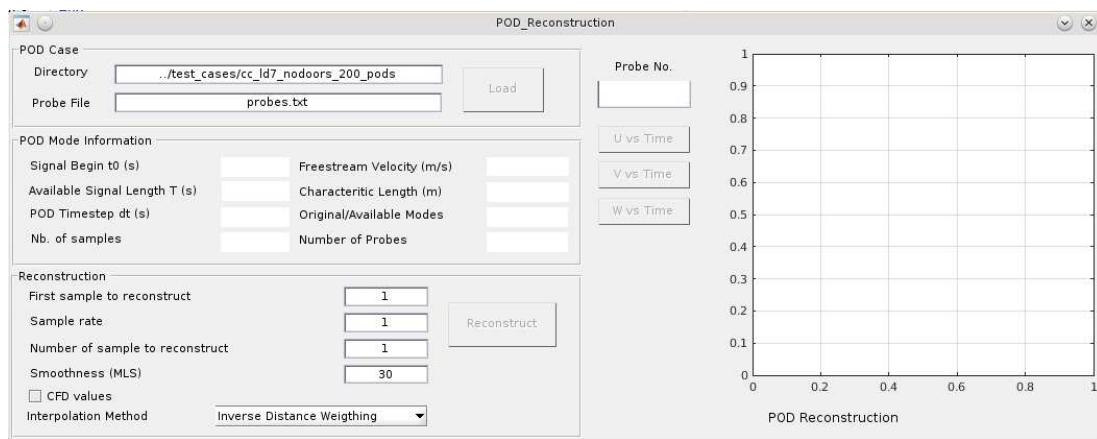 POD_Reconstruction
POD Case
Directory ../test_cases/cc_ld7_nodoors_200_pods
Load
Probe File probes.txt
POD Mode Information
Signal Begin t0 (s) Freestream Velocity (m/s)
Available Signal Length T (s) Characteritic Length (m)
POD Timestep dt (s) Original/Available Modes
Nb. of samples Number of Probes
Reconstruction
First sample to reconstruct 1
Sample rate 1
Reconstruct
Number of sample to reconstruct 1
Smoothness (MLS) 30
CFD values
Interpolation Method Inverse Distance Weigthing
Probe No.
U vs Time
V vs Time
W vs Time
1
0.9
0.8
0.7
0.6
0.5
0.4
0.3
0.2
0.1
0
0 0.2 0.4 0.6 0.8 1
POD Reconstruction